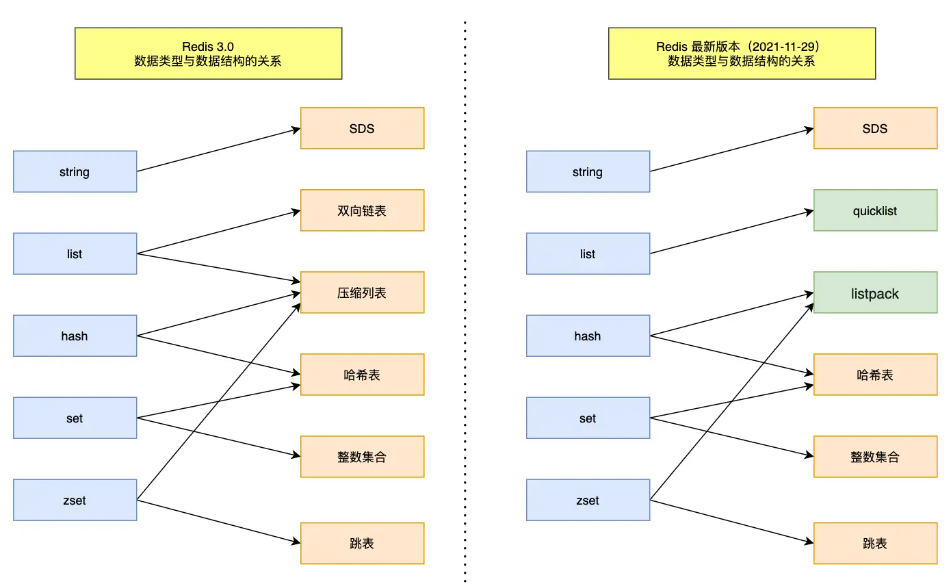 Redis 3.0
数据类型与数据结构的关系
string
list
hash
set
zset
SDS
双向链表
压缩列表
哈希表
整数集合
跳表
Redis 最新版本（2021-11-29）
数据类型与数据结构的关系
string
list
hash
set
zset
SDS
quicklist
listpack
哈希表
整数集合
跳表